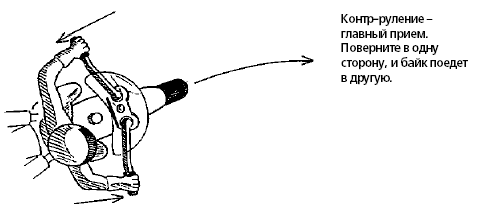 Контр-руление –
главный прием.
Поверните в одну
сторону, и байк поедет
в другую.